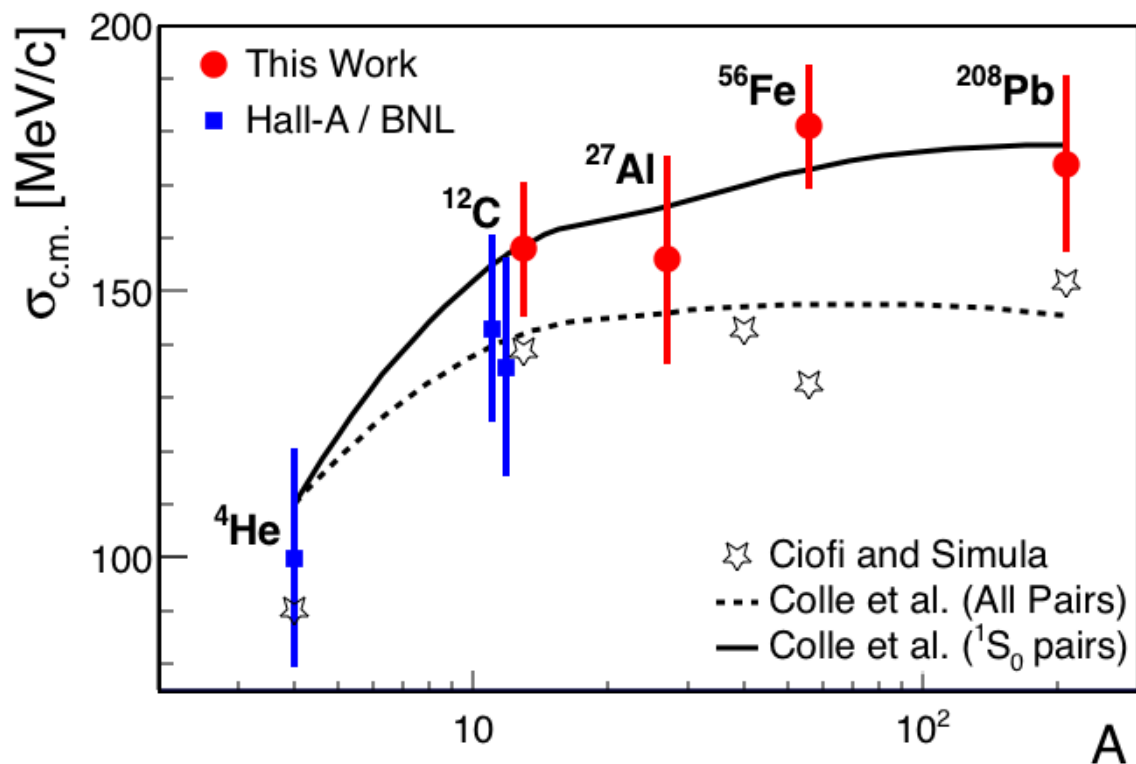 σc.m. [MeV/c]
200
150
100
This Work
Hall-A / BNL
⁴He
¹²C
²⁷Al
⁵⁶Fe
²⁰⁸Pb
Ciofi and Simula
Colle et al. (All Pairs)
Colle et al. (¹S₀ pairs)
10
10²
A